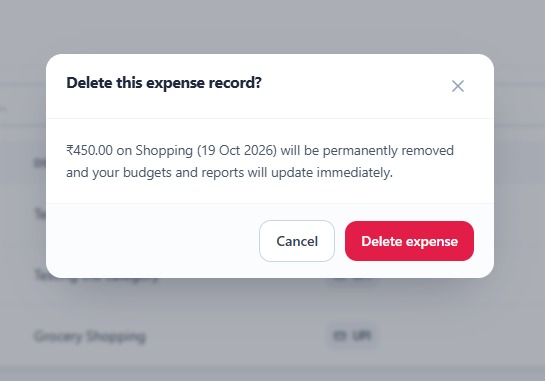 Delete this expense record?
₹450.00 on Shopping (19 Oct 2026) will be permanently removed
and your budgets and reports will update immediately.
Cancel
Delete expense
Grocery Shopping
UPI